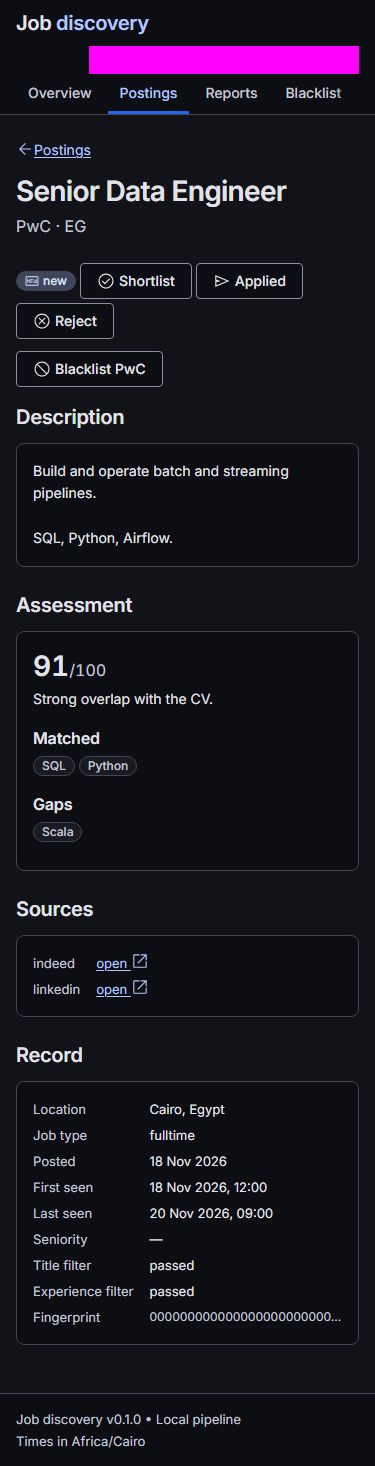 Job discovery
Overview Postings Reports Blacklist
Postings
Senior Data Engineer
PwC · EG
new Shortlist Applied
Reject
Blacklist PwC
Description
Build and operate batch and streaming
pipelines.
SQL, Python, Airflow.
Assessment
91/100
Strong overlap with the CV.
Matched
SQL Python
Gaps
Scala
Sources
indeed open
linkedin open
Record
Location Cairo, Egypt
Job type fulltime
Posted 18 Nov 2026
First seen 18 Nov 2026, 12:00
Last seen 20 Nov 2026, 09:00
Seniority —
Title filter passed
Experience filter passed
Fingerprint 000000000000000000000000...
Job discovery v0.1.0 • Local pipeline
Times in Africa/Cairo